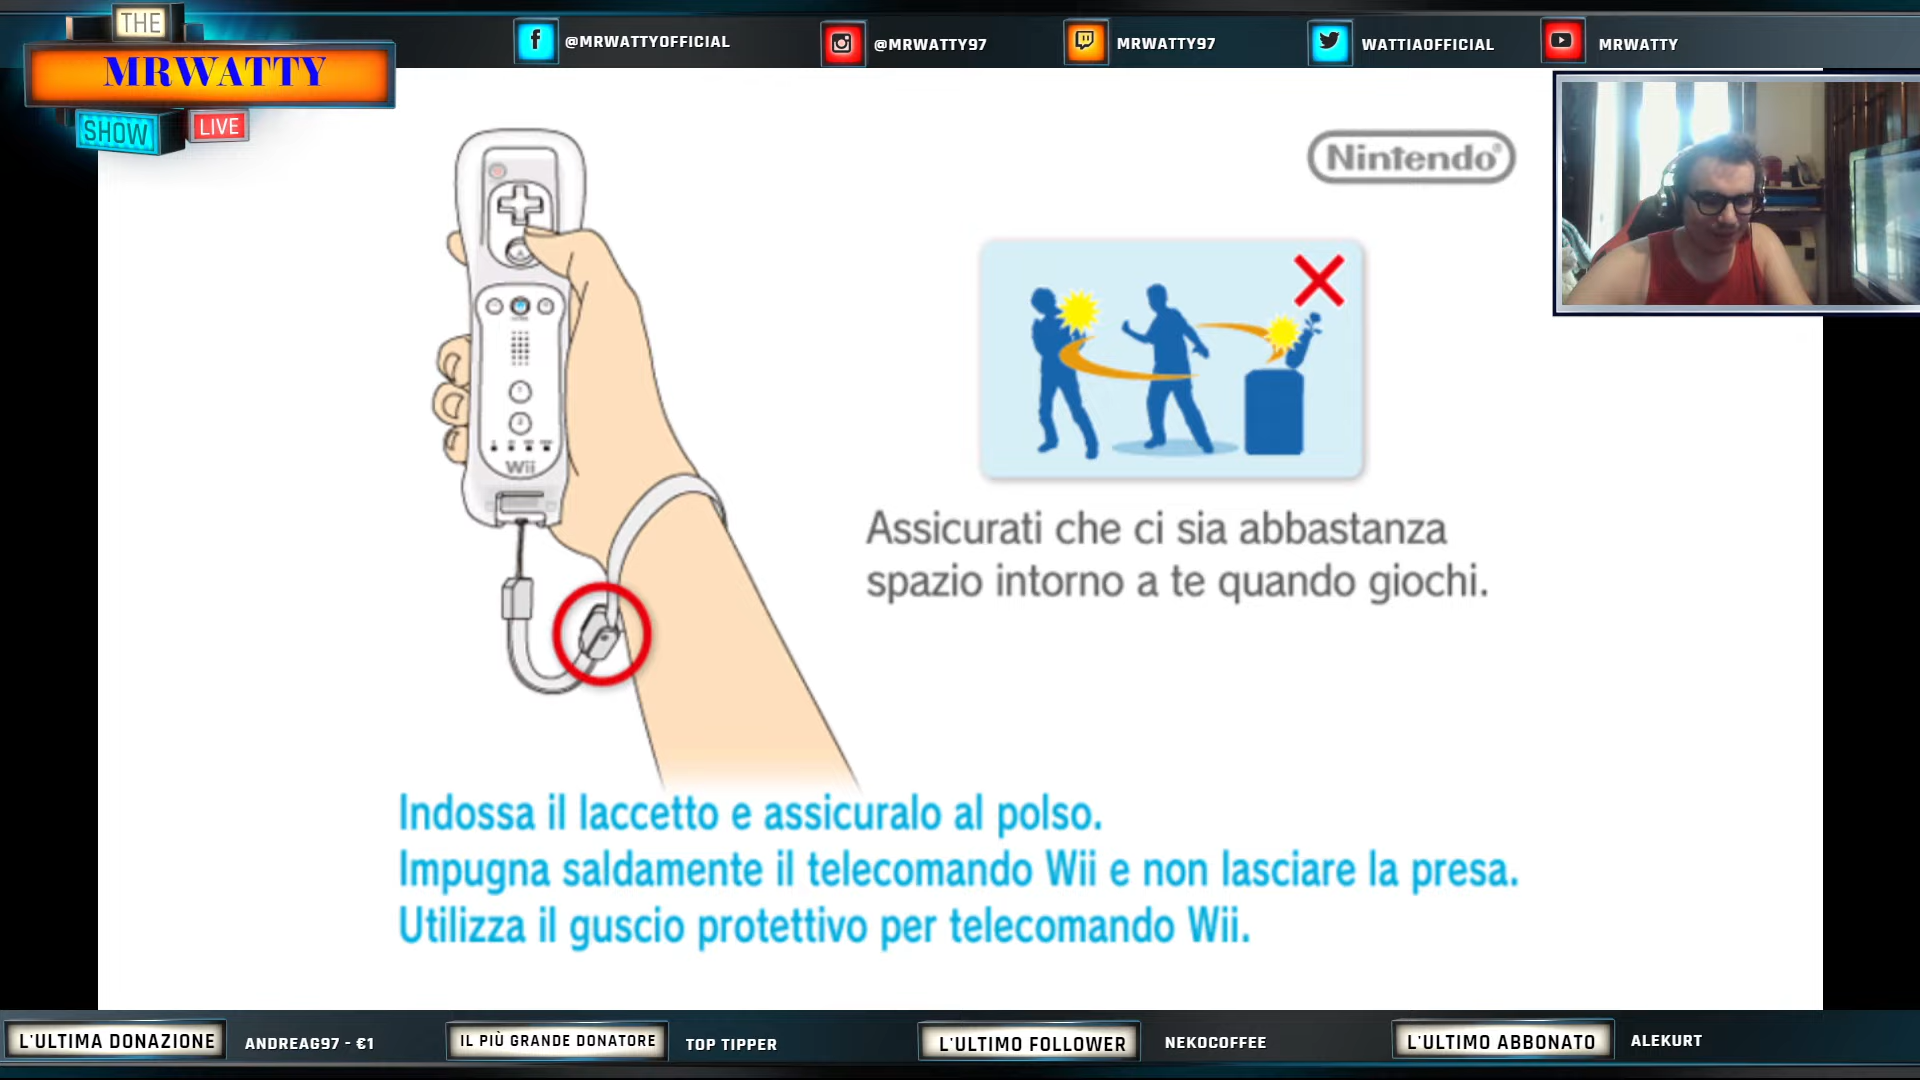 THE
MRWATTY
SHOW
LIVE
@MRWATTYOFFICIAL
@MRWATTY97
MRWATTY97
WATTIAOFFICIAL
MRWATTY
Nintendo®
Wii
Assicurati che ci sia abbastanza
spazio intorno a te quando giochi.
Indossa il laccetto e assicuralo al polso.
Impugna saldamente il telecomando Wii e non lasciare la presa.
Utilizza il guscio protettivo per telecomando Wii.
L'ULTIMA DONAZIONE
ANDREAG97 - €1
IL PIÙ GRANDE DONATORE
TOP TIPPER
L'ULTIMO FOLLOWER
NEKOCOFFEE
L'ULTIMO ABBONATO
ALEKURT